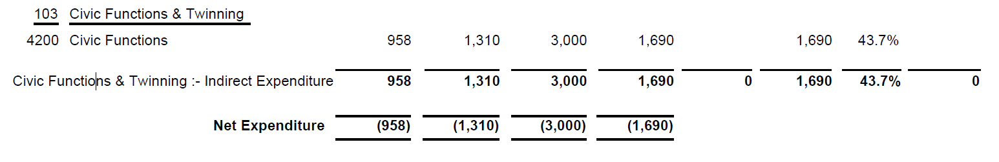 103 Civic Functions & Twinning
4200 Civic Functions 958 1,310 3,000 1,690 1,690 43.7%
Civic Functions & Twinning :- Indirect Expenditure 958 1,310 3,000 1,690 0 1,690 43.7% 0
Net Expenditure (958) (1,310) (3,000) (1,690)